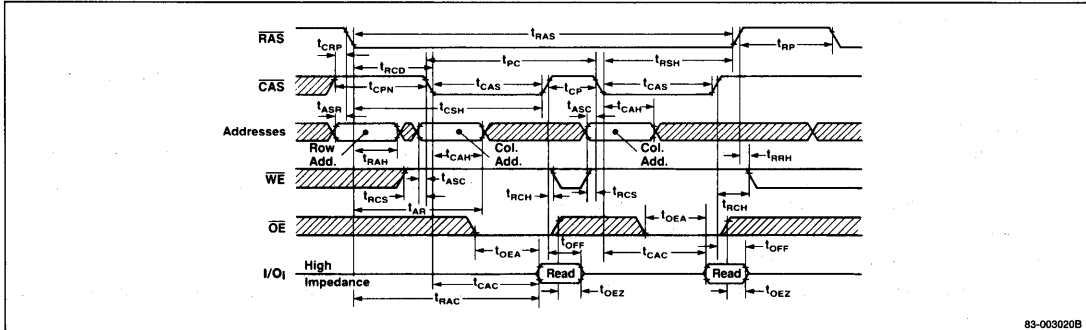 RAS
tRAS
tCRP
tRP
tPC
tRCD
tRSH
CAS
tCPN
tCAS
tCP
tCAS
tCSH
tASR
tASC
tCAH
Addresses
Row Add.
tRAH
tCAH
Col. Add.
Col. Add.
WE
tASC
tRCS
tRCH
tRCS
tRRH
tRCH
tAR
OE
tOEA
tOFF
tOEA
tCAC
tOFF
I/Oi
High Impedance
Read
Read
tCAC
tOEZ
tOEZ
tRAC
83-003020B